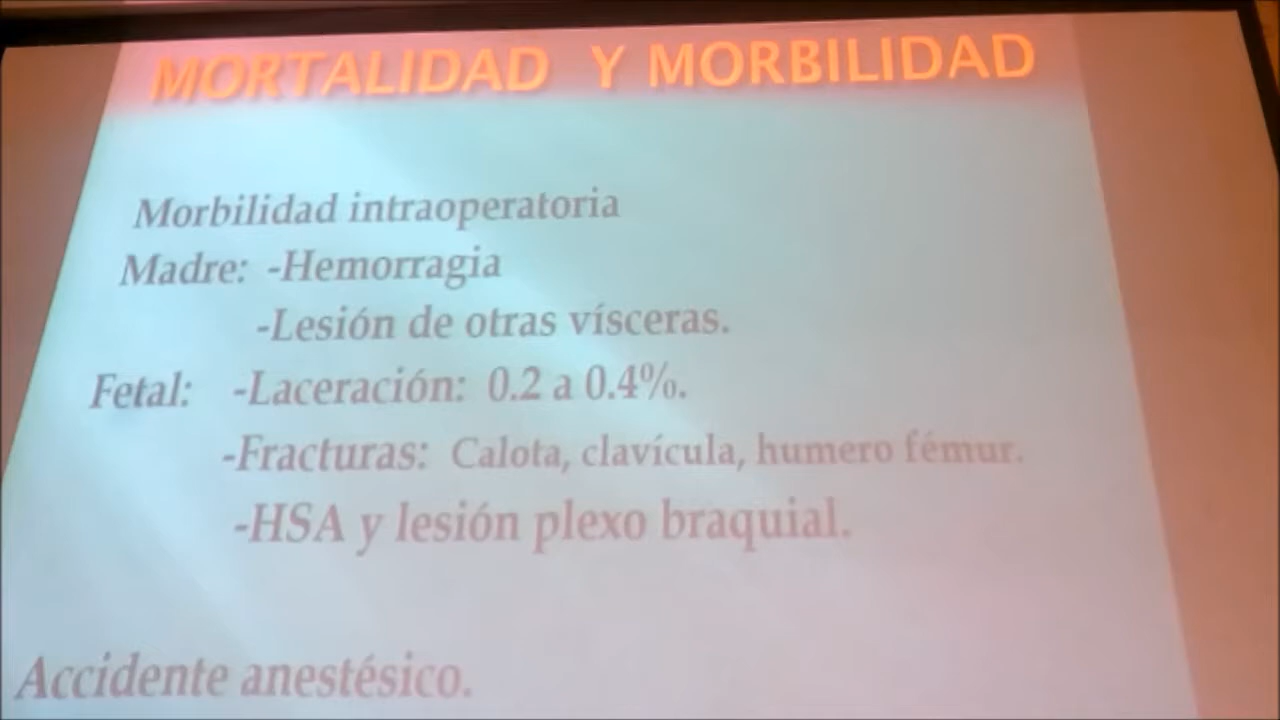 MORTALIDAD Y MORBILIDAD
Morbilidad intraoperatoria
Madre: -Hemorragia
-Lesión de otras vísceras.
Fetal: -Laceración: 0.2 a 0.4%.
-Fracturas: Calota, clavícula, humero fémur.
-HSA y lesión plexo braquial.
Accidente anestésico.